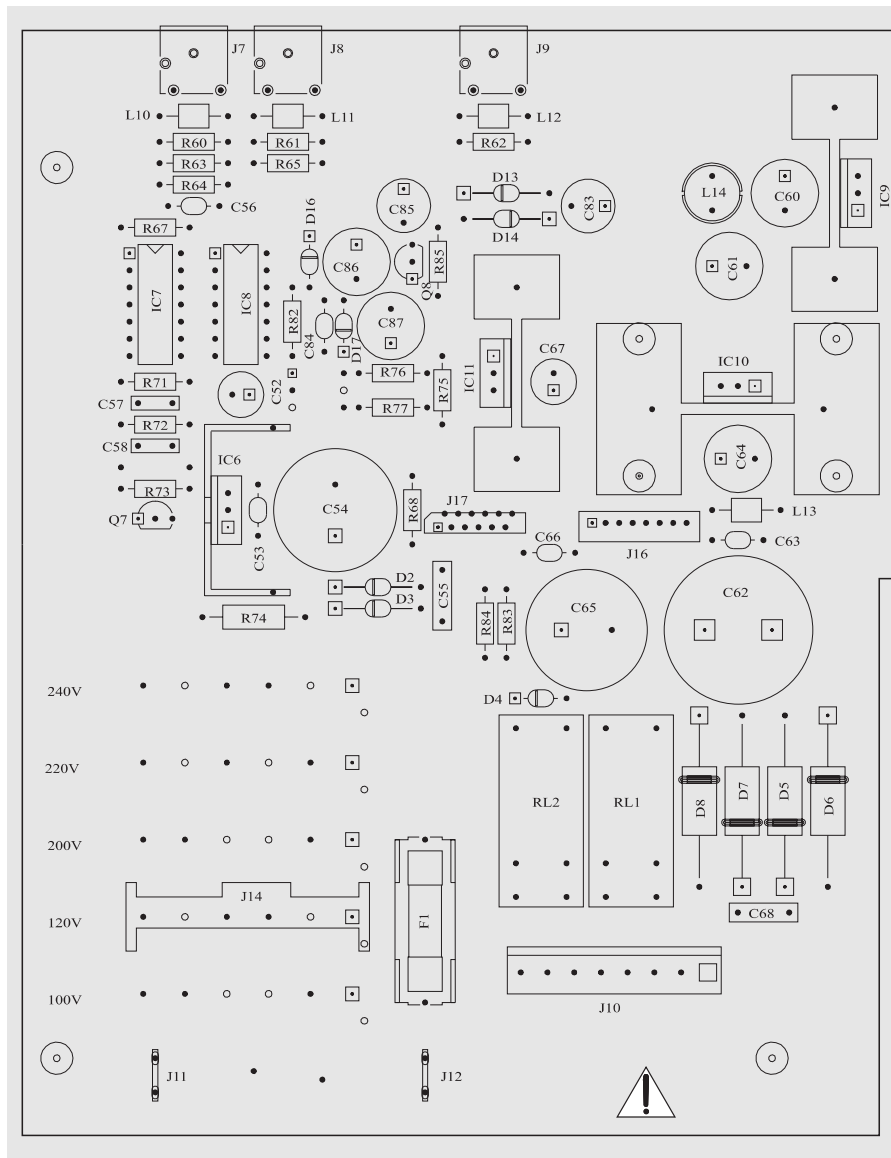 J7
J8
J9
L10
L11
L12
R60
R61
R62
R63
R65
R64
C56
D16
C85
D13
C83
D14
L14
C60
IC9
R67
C86
R85
Q8
C61
IC7
IC8
R82
C84
D17
C87
IC11
C67
IC10
R71
C52
R76
R75
C57
R72
R77
C58
IC6
C64
R73
Q7
C53
C54
R68
J17
L13
J16
C66
C63
D2
D3
C55
R74
R84
R83
C65
C62
240V
D4
220V
RL2
RL1
D8
D7
D5
D6
200V
J14
120V
F1
C68
100V
J10
J11
J12